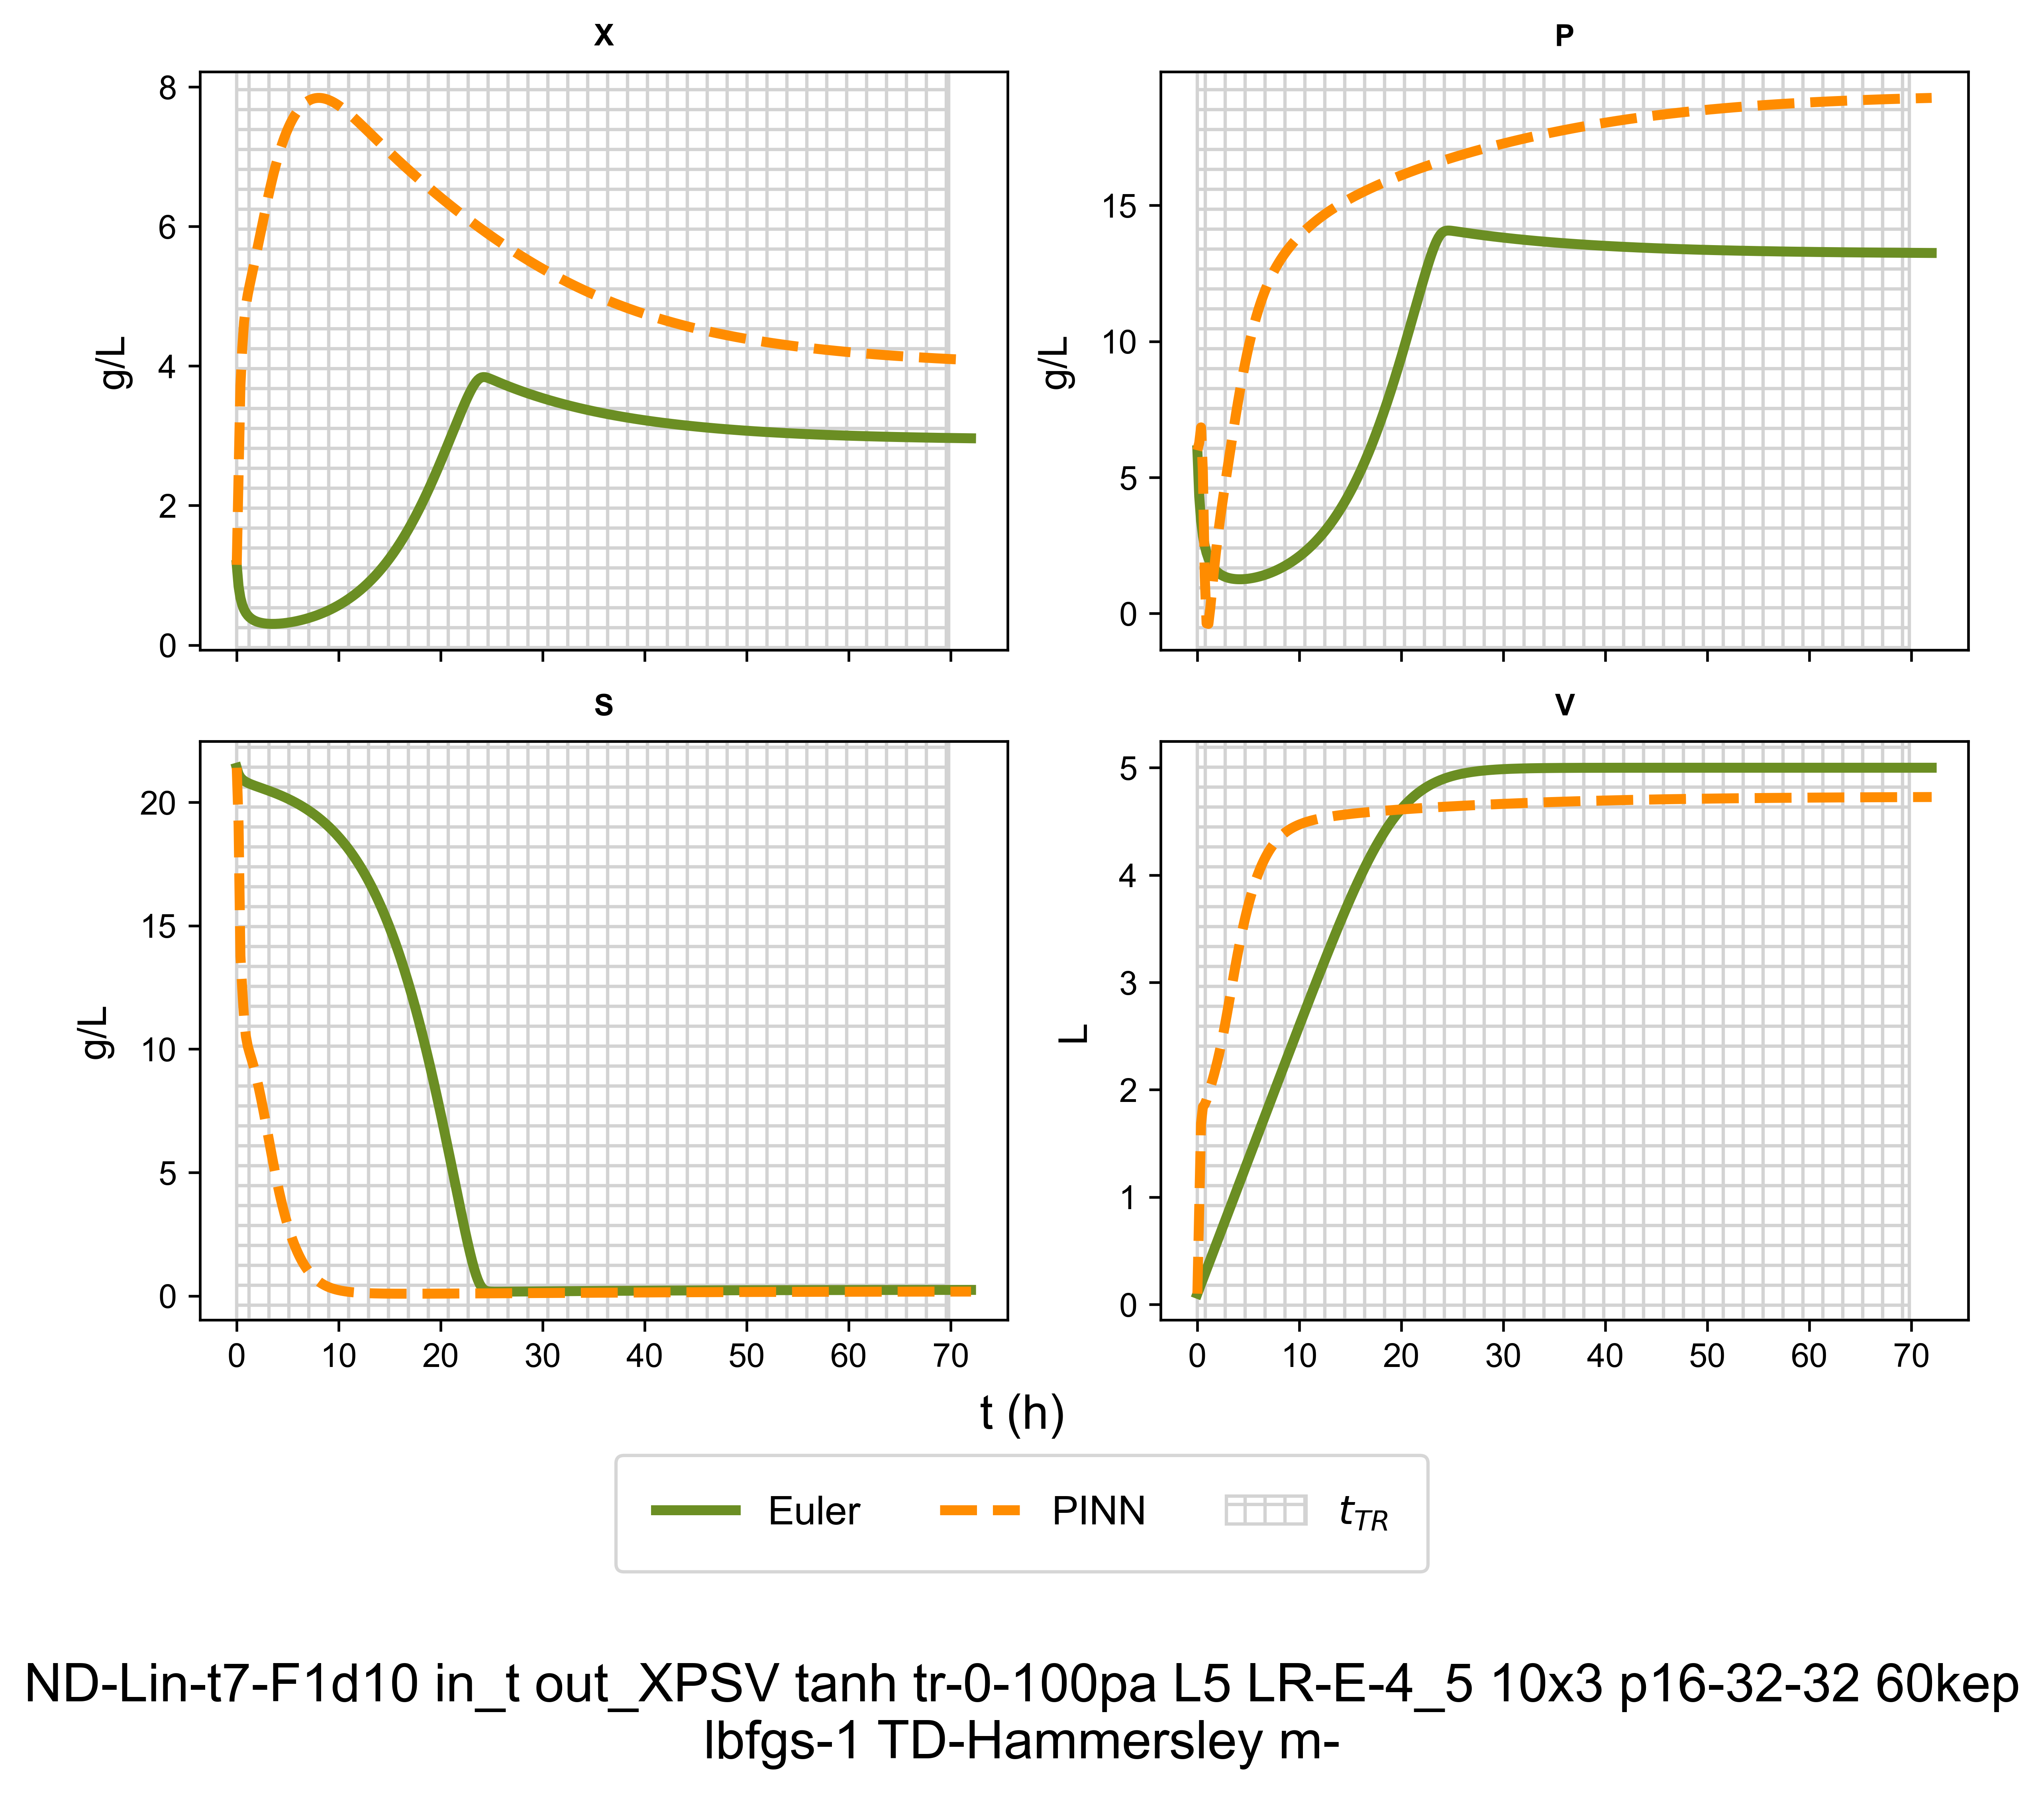 X
P
8
6
4
2
0
g/L
15
10
5
0
g/L
S
V
20
15
10
5
0
g/L
0 10 20 30 40 50 60 70
5
4
3
2
1
0
L
0 10 20 30 40 50 60 70
t (h)
Euler PINN t_TR
ND-Lin-t7-F1d10 in_t out_XPSV tanh tr-0-100pa L5 LR-E-4_5 10x3 p16-32-32 60kep
lbfgs-1 TD-Hammersley m-